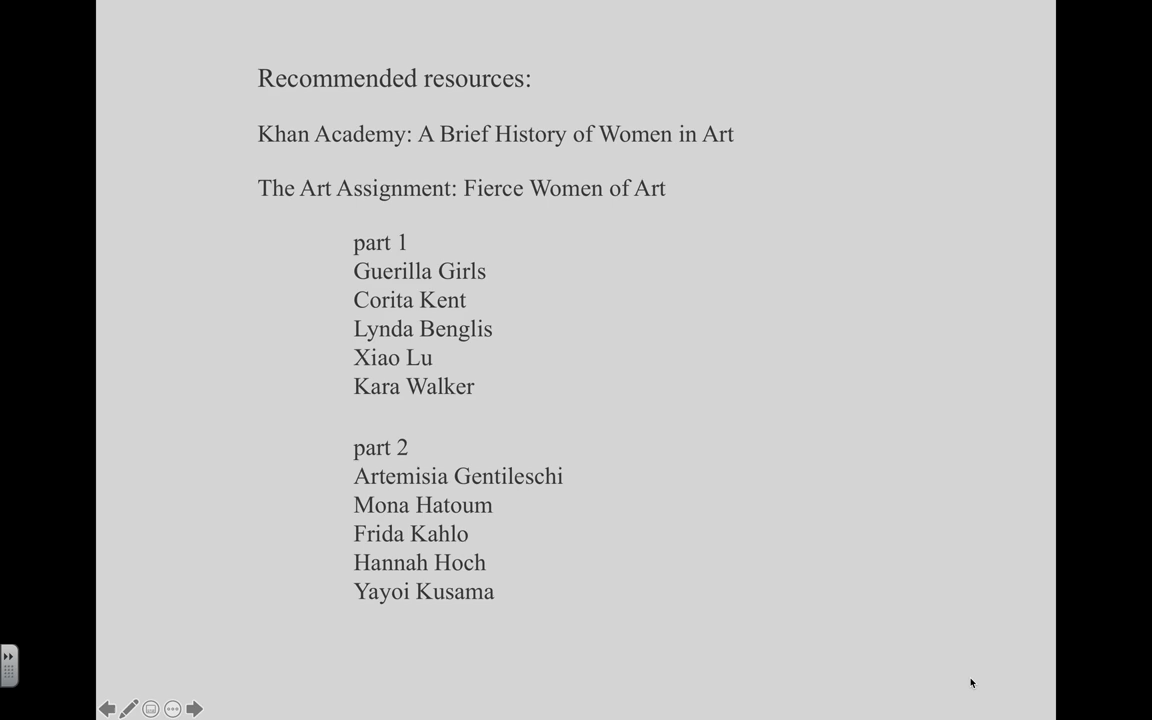 Recommended resources:
Khan Academy: A Brief History of Women in Art
The Art Assignment: Fierce Women of Art
part 1
Guerilla Girls
Corita Kent
Lynda Benglis
Xiao Lu
Kara Walker
part 2
Artemisia Gentileschi
Mona Hatoum
Frida Kahlo
Hannah Hoch
Yayoi Kusama